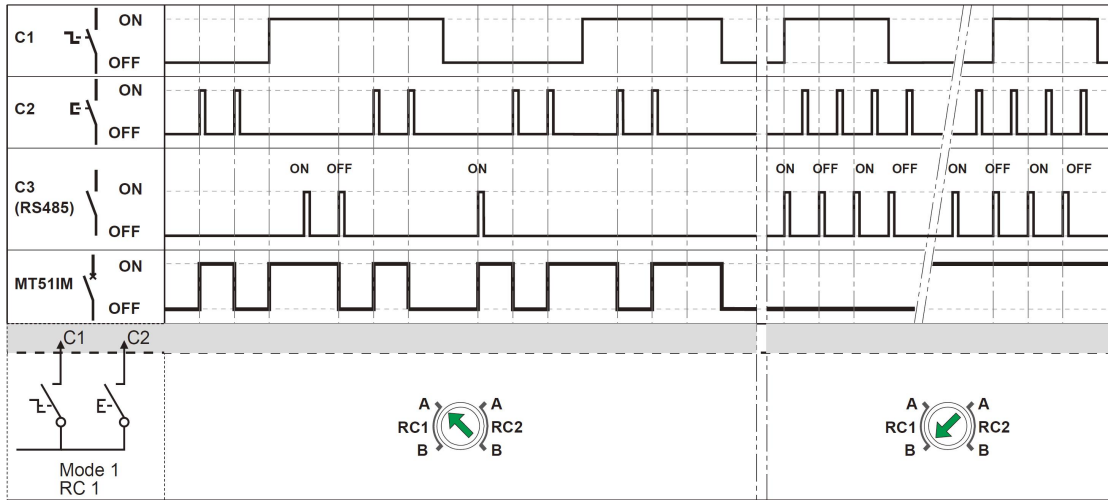 C1 ON
OFF
C2 ON
OFF
C3
(RS485) ON
OFF
ON OFF ON
ON OFF ON OFF ON OFF ON OFF
MT51IM ON
OFF
C1 C2
Mode 1
RC 1
A A
RC1 RC2
B B
A A
RC1 RC2
B B